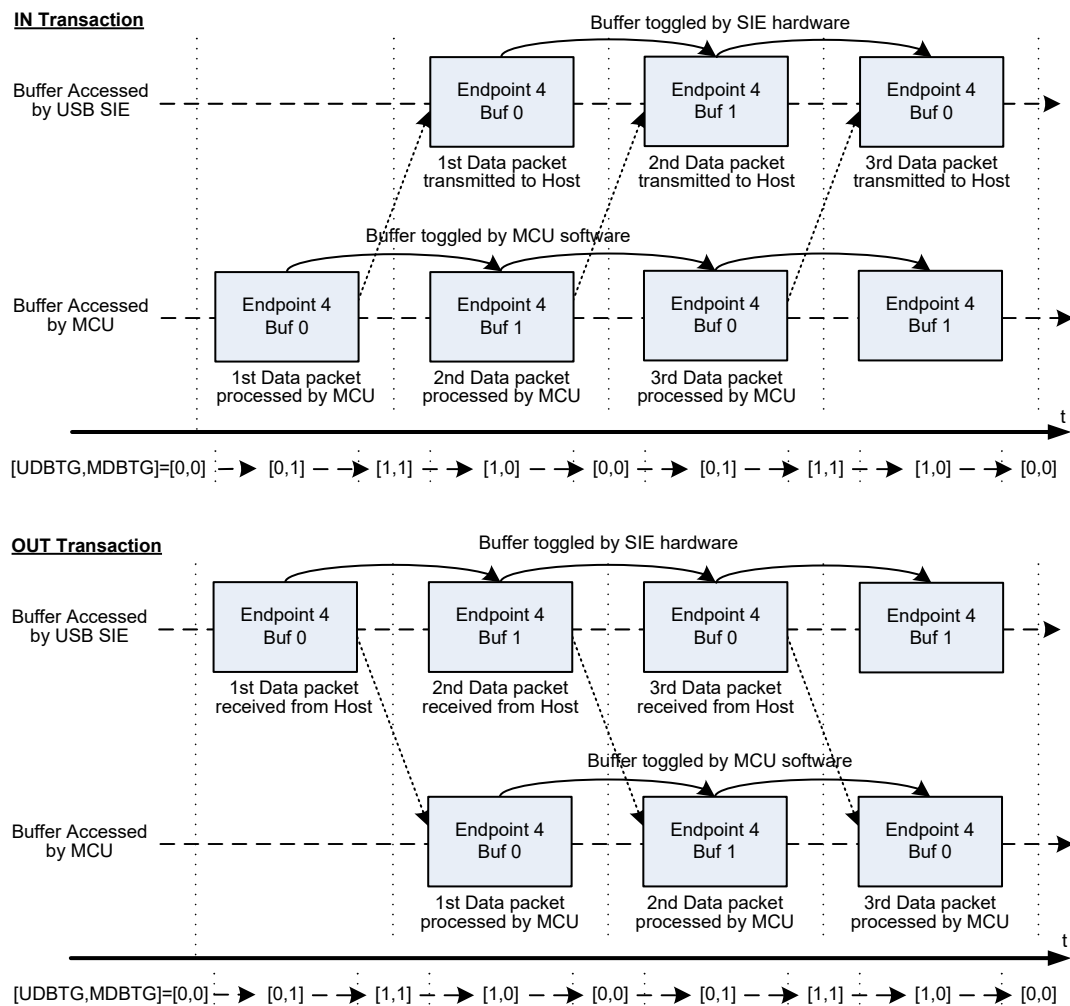 IN Transaction
Buffer toggled by SIE hardware
Buffer Accessed
by USB SIE
Endpoint 4
Buf 0
Endpoint 4
Buf 1
Endpoint 4
Buf 0
1st Data packet
transmitted to Host
2nd Data packet
transmitted to Host
3rd Data packet
transmitted to Host
Buffer toggled by MCU software
Buffer Accessed
by MCU
Endpoint 4
Buf 0
Endpoint 4
Buf 1
Endpoint 4
Buf 0
Endpoint 4
Buf 1
1st Data packet
processed by MCU
2nd Data packet
processed by MCU
3rd Data packet
processed by MCU
t
[UDBTG,MDBTG]=[0,0] [0,1] [1,1] [1,0] [0,0] [0,1] [1,1] [1,0] [0,0]
OUT Transaction
Buffer toggled by SIE hardware
Buffer Accessed
by USB SIE
Endpoint 4
Buf 0
Endpoint 4
Buf 1
Endpoint 4
Buf 0
Endpoint 4
Buf 1
1st Data packet
received from Host
2nd Data packet
received from Host
3rd Data packet
received from Host
Buffer toggled by MCU software
Buffer Accessed
by MCU
Endpoint 4
Buf 0
Endpoint 4
Buf 1
Endpoint 4
Buf 0
1st Data packet
processed by MCU
2nd Data packet
processed by MCU
3rd Data packet
processed by MCU
t
[UDBTG,MDBTG]=[0,0] [0,1] [1,1] [1,0] [0,0] [0,1] [1,1] [1,0] [0,0]